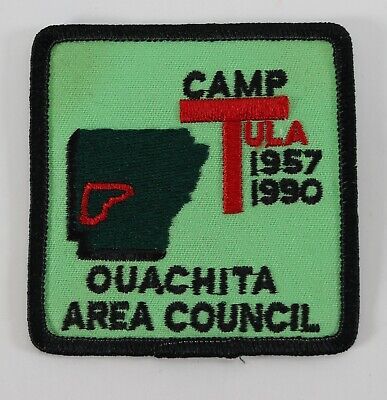 CAMP
TULA
1957
1990
OUACHITA
AREA COUNCIL